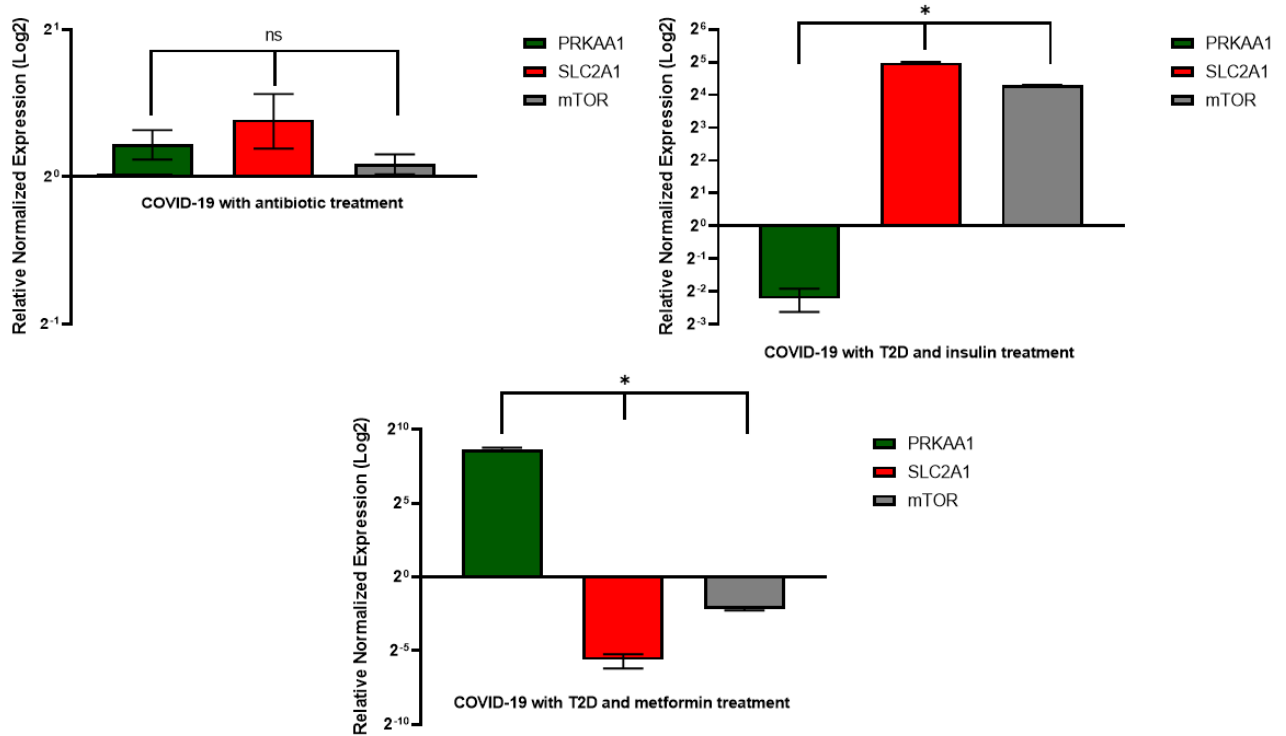 Relative Normalized Expression (Log2)
2¹
2⁰
2⁻¹
ns
COVID-19 with antibiotic treatment
PRKAA1
SLC2A1
mTOR
Relative Normalized Expression (Log2)
2⁶
2⁵
2⁴
2³
2²
2¹
2⁰
2⁻¹
2⁻²
2⁻³
*
COVID-19 with T2D and insulin treatment
PRKAA1
SLC2A1
mTOR
Relative Normalized Expression (Log2)
2¹⁰
2⁵
2⁰
2⁻⁵
2⁻¹⁰
*
COVID-19 with T2D and metformin treatment
PRKAA1
SLC2A1
mTOR